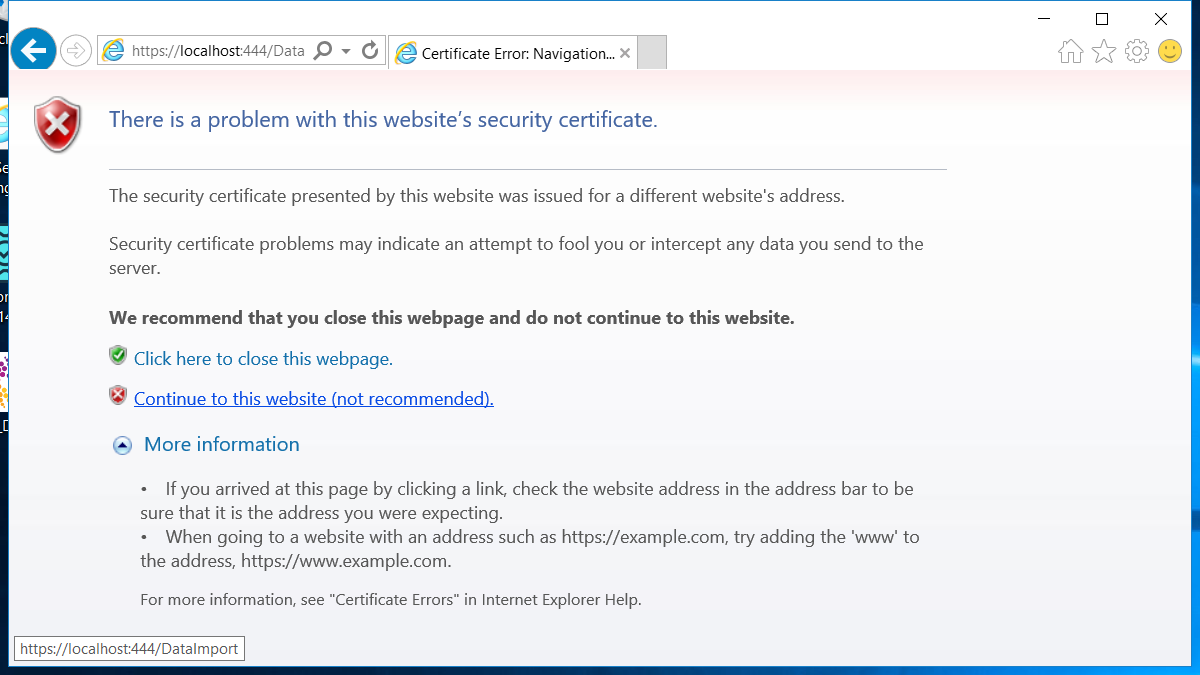 https://localhost:444/Data
Certificate Error: Navigation...
There is a problem with this website's security certificate.
The security certificate presented by this website was issued for a different website's address.
Security certificate problems may indicate an attempt to fool you or intercept any data you send to the
server.
We recommend that you close this webpage and do not continue to this website.
Click here to close this webpage.
Continue to this website (not recommended).
More information
• If you arrived at this page by clicking a link, check the website address in the address bar to be
sure that it is the address you were expecting.
• When going to a website with an address such as https://example.com, try adding the 'www' to
the address, https://www.example.com.
For more information, see "Certificate Errors" in Internet Explorer Help.
https://localhost:444/DataImport